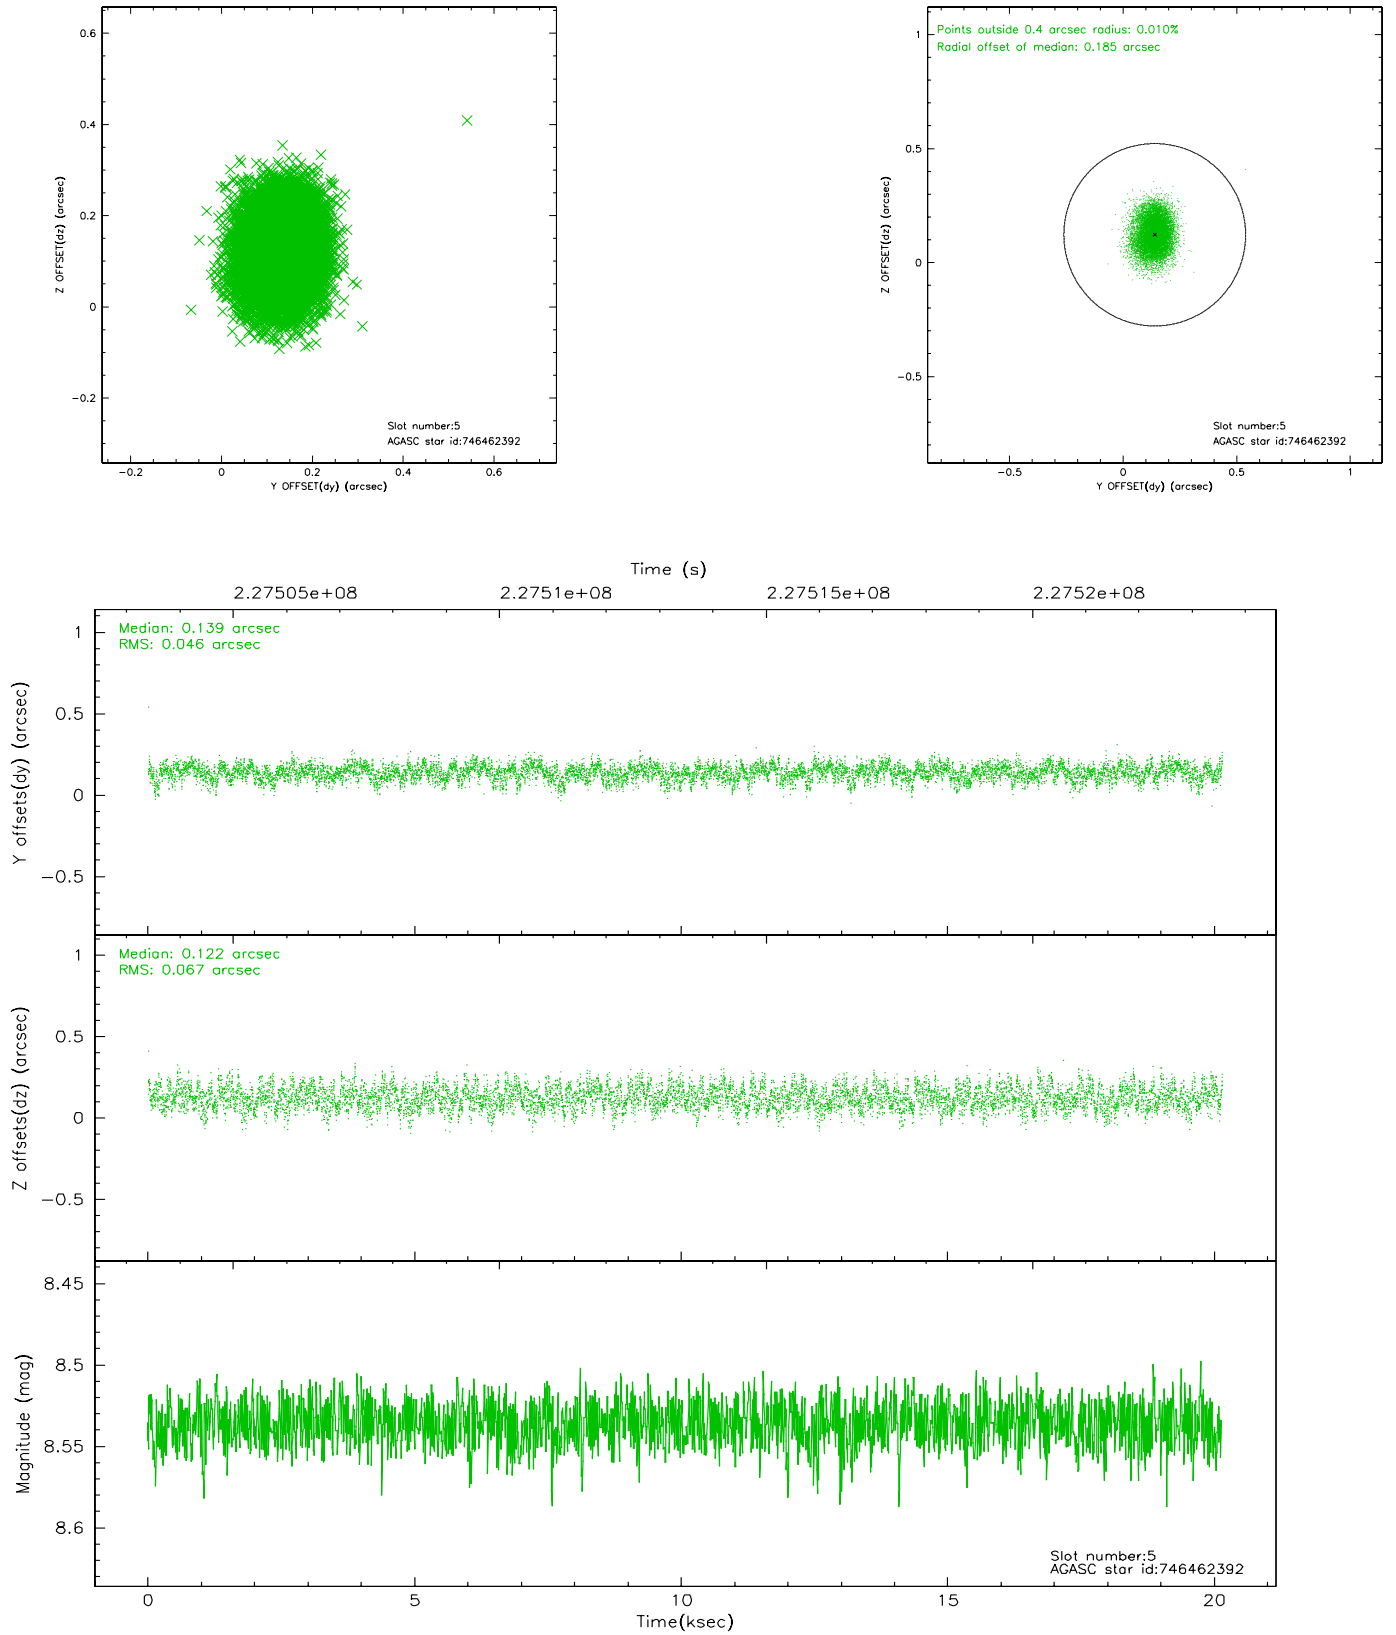 0.6
0.4
0.2
0
−0.2
Z OFFSET(dz) (arcsec)
−0.2 0 0.2 0.4 0.6
Y OFFSET(dy) (arcsec)
Slot number:5
AGASC star id:746462392
Points outside 0.4 arcsec radius: 0.010%
Radial offset of median: 0.185 arcsec
1
0.5
0
−0.5
Z OFFSET(dz) (arcsec)
−0.5 0 0.5 1
Y OFFSET(dy) (arcsec)
Slot number:5
AGASC star id:746462392
Time (s)
2.27505e+08 2.2751e+08 2.27515e+08 2.2752e+08
Median: 0.139 arcsec
RMS: 0.046 arcsec
1
0.5
0
−0.5
Y offsets(dy) (arcsec)
Median: 0.122 arcsec
RMS: 0.067 arcsec
1
0.5
0
−0.5
Z offsets(dz) (arcsec)
8.45
8.5
8.55
8.6
Magnitude (mag)
Slot number:5
AGASC star id:746462392
0 5 10 15 20
Time(ksec)